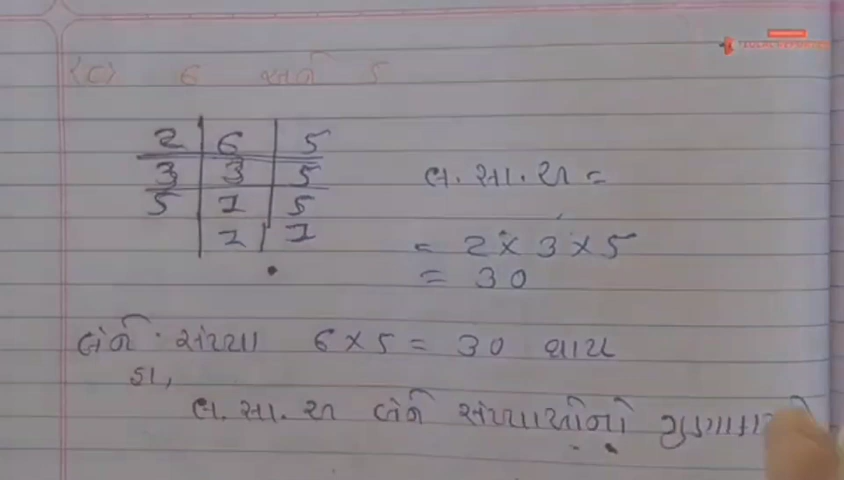 (C) 6 અને 5
2 | 6 | 5
3 | 3 | 5
5 | 1 | 5
1 | 1
લ.સા.અ =
= 2 x 3 x 5
= 30
બંને સંખ્યા 6 x 5 = 30 થાય
હા,
લ.સા.અ બંને સંખ્યાઓનો